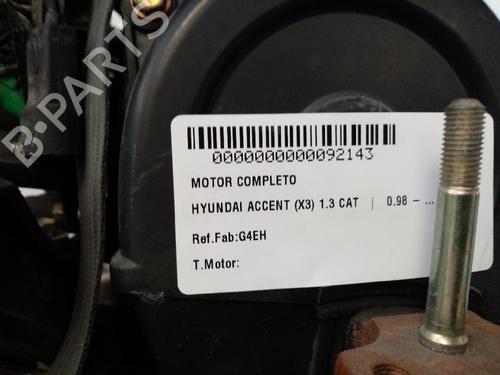 B-PARTS
0000000000092143
MOTOR COMPLETO
HYUNDAI ACCENT (X3) 1.3 CAT | 0.98 – ...
Ref.Fab:G4EH
T.Motor: